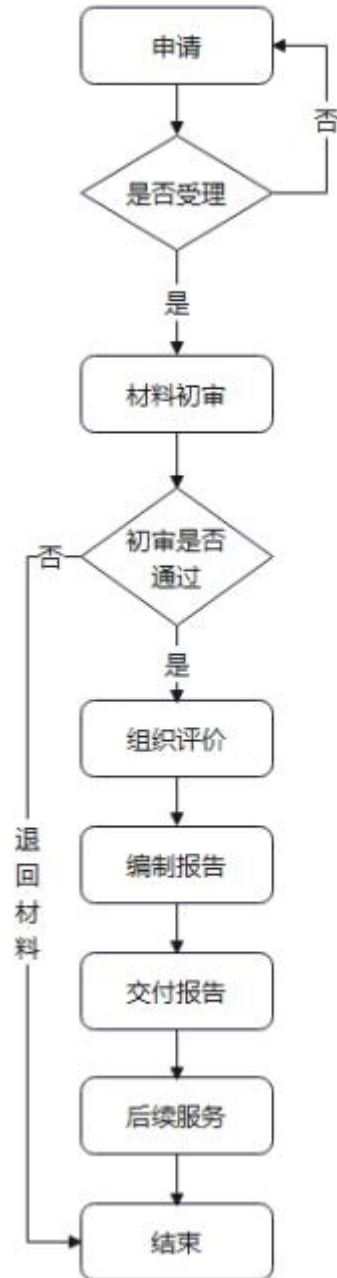 申请
否
是否受理
是
材料初审
初审是否
通过
否
是
组织评价
编制报告
退回材料
交付报告
后续服务
结束